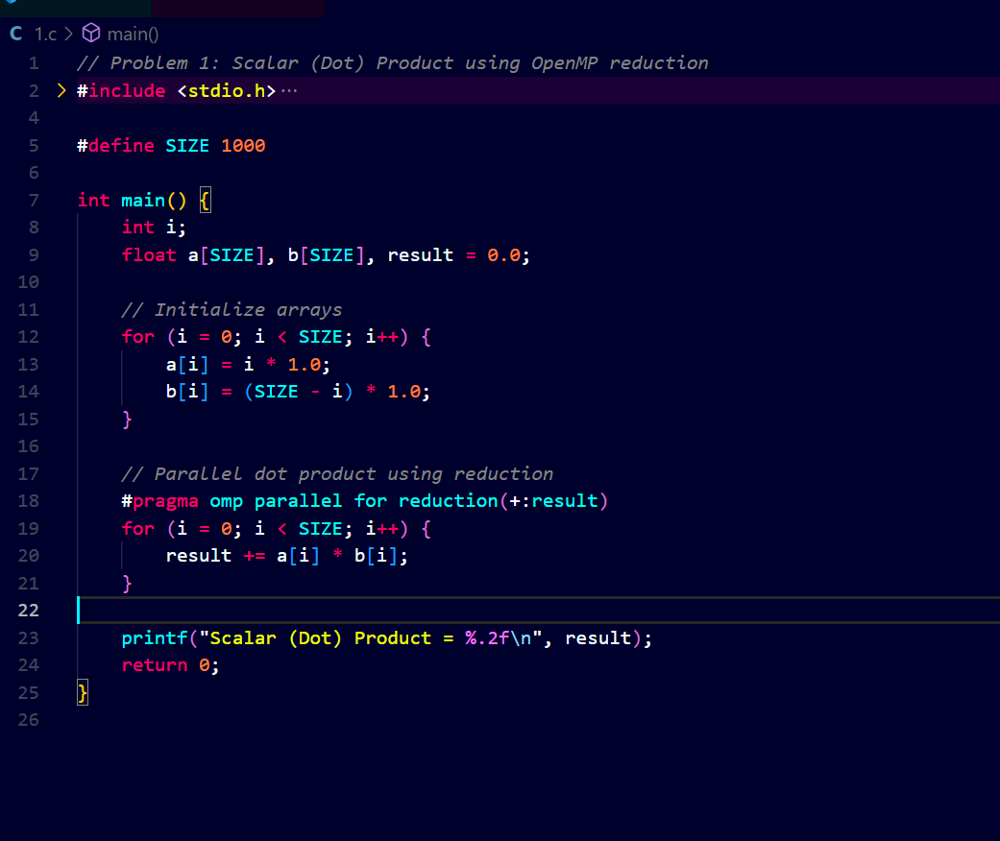 C 1.c > main()
1 // Problem 1: Scalar (Dot) Product using OpenMP reduction
2 > #include <stdio.h>···
4
5 #define SIZE 1000
6
7 int main() {
8     int i;
9     float a[SIZE], b[SIZE], result = 0.0;
10
11     // Initialize arrays
12     for (i = 0; i < SIZE; i++) {
13         a[i] = i * 1.0;
14         b[i] = (SIZE - i) * 1.0;
15     }
16
17     // Parallel dot product using reduction
18     #pragma omp parallel for reduction(+:result)
19     for (i = 0; i < SIZE; i++) {
20         result += a[i] * b[i];
21     }
22
23     printf("Scalar (Dot) Product = %.2f\n", result);
24     return 0;
25 }
26